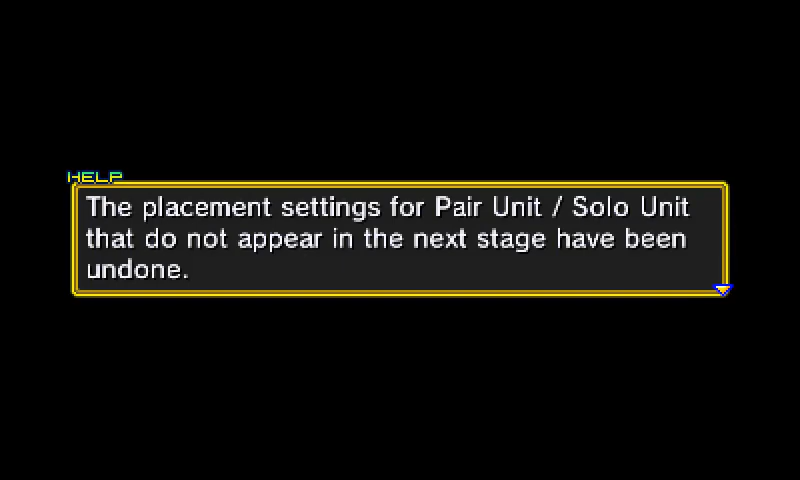 HELP
The placement settings for Pair Unit / Solo Unit
that do not appear in the next stage have been
undone.